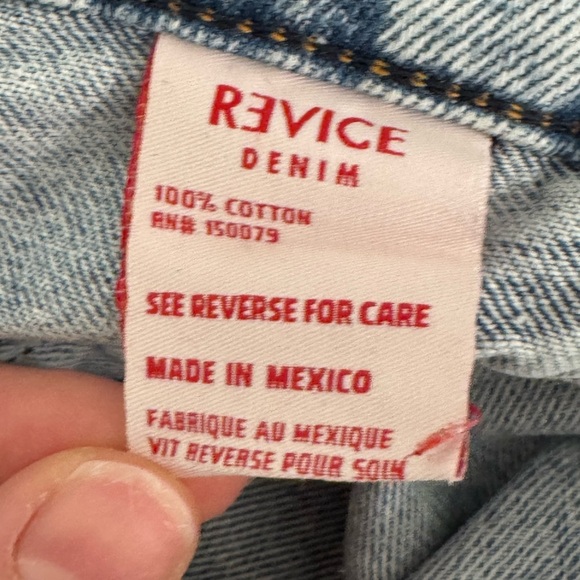 RƎVICE
DENIM
100% COTTON
RN# 150079
SEE REVERSE FOR CARE
MADE IN MEXICO
FABRIQUE AU MEXIQUE
VIT REVERSE POUR SOIN